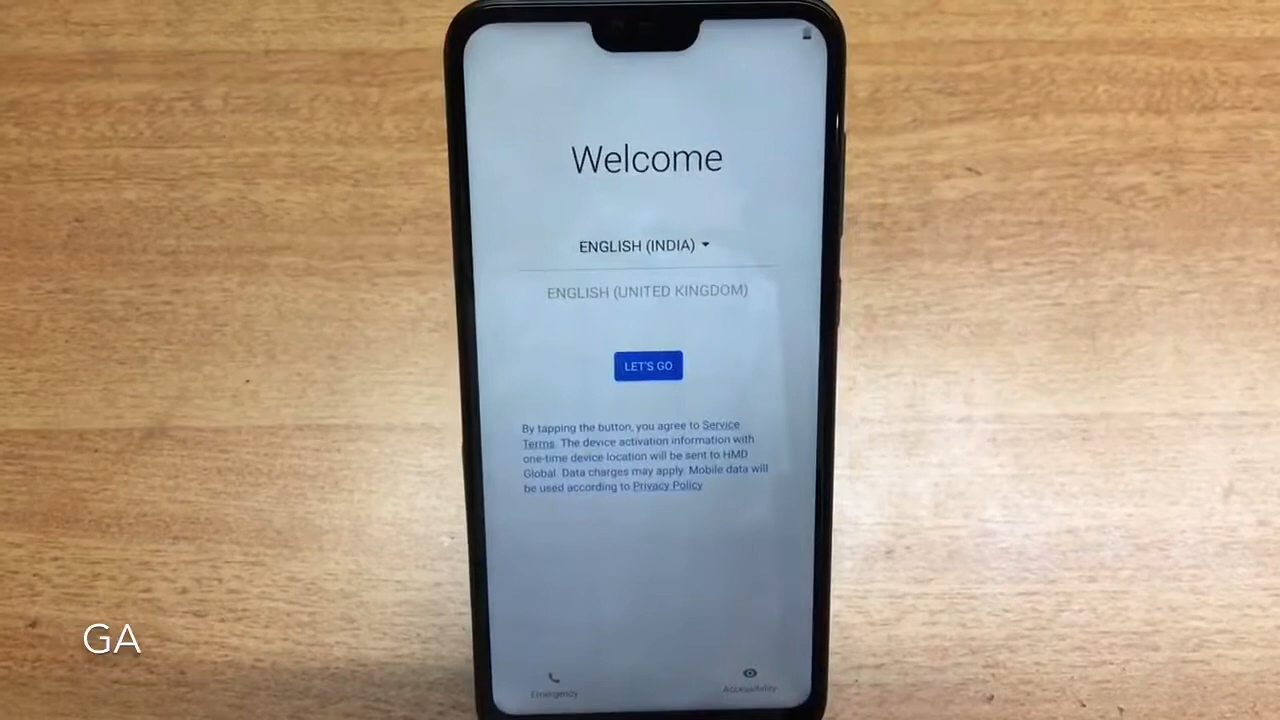 Welcome
ENGLISH (INDIA)
ENGLISH (UNITED KINGDOM)
LET'S GO
By tapping the button, you agree to Service
Terms. The device activation information with
one-time device location will be sent to HMD
Global. Data charges may apply. Mobile data will
be used according to Privacy Policy
Emergency
Accessibility
GA